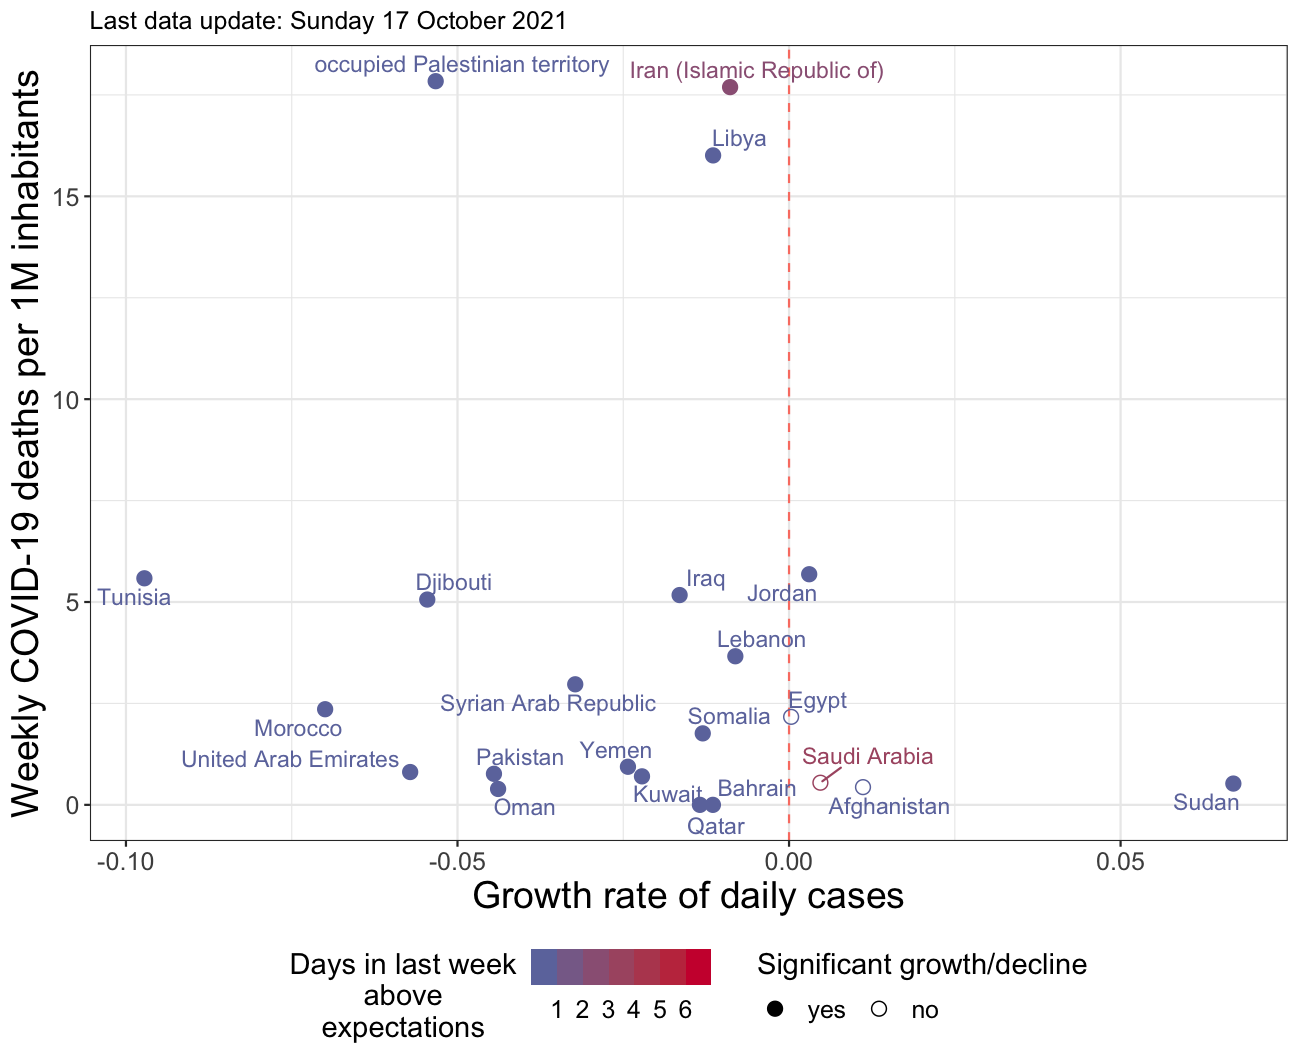 Last data update: Sunday 17 October 2021
Weekly COVID-19 deaths per 1M inhabitants
occupied Palestinian territory
Iran (Islamic Republic of)
Libya
15
10
Tunisia
Djibouti
Iraq
Jordan
5
Lebanon
Syrian Arab Republic
Egypt
Morocco
Somalia
United Arab Emirates
Pakistan
Yemen
Saudi Arabia
Oman
Kuwait
Bahrain
Afghanistan
Sudan
0
Qatar
-0.10
-0.05
0.00
0.05
Growth rate of daily cases
Days in last week
above
expectations
1 2 3 4 5 6
Significant growth/decline
yes
no